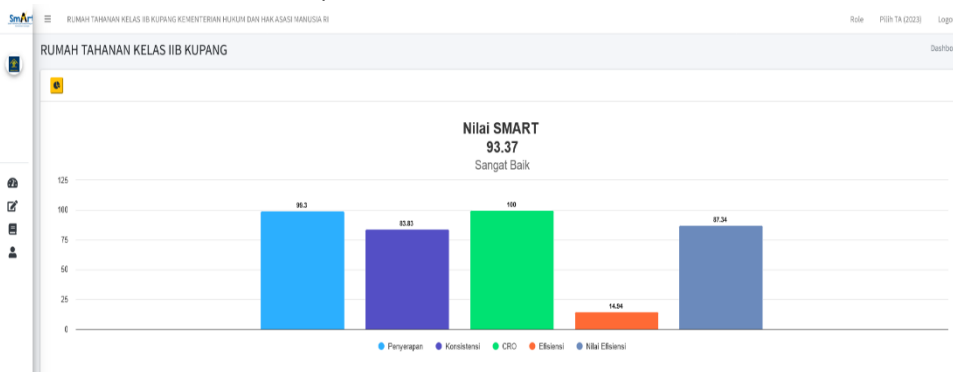 SmArt
RUMAH TAHANAN KELAS IIB KUPANG KEMENTERIAN HUKUM DAN HAK ASASI MANUSIA RI
Role Pilih TA (2023) Logo
RUMAH TAHANAN KELAS IIB KUPANG
Dashbo
Nilai SMART
93.37
Sangat Baik
125
100
75
50
25
0
83.83
100
14.94
87.34
Penyerapan Konsistensi CRO Efisiensi Nilai Efisiensi